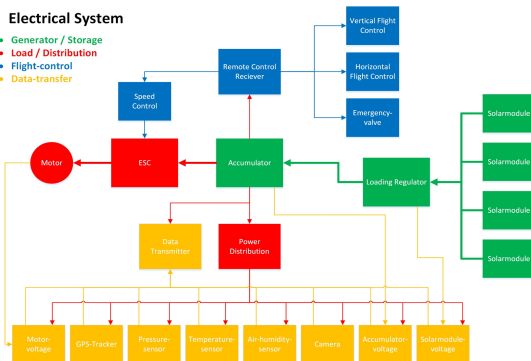 Electrical System
• Generator / Storage
• Load / Distribution
• Flight-control
• Data-transfer
Vertical Flight
Control
Remote Control
Reciever
Horizontal
Flight Control
Speed
Control
Emergency-
valve
Solarmodule
Solarmodule
Motor
ESC
Accumulator
Loading Regulator
Solarmodule
Solarmodule
Data
Transmitter
Power
Distribution
Motor-
voltage
GPS-Tracker
Pressure-
sensor
Temperature-
sensor
Air-humidity-
sensor
Camera
Accumulator-
voltage
Solarmodule-
voltage